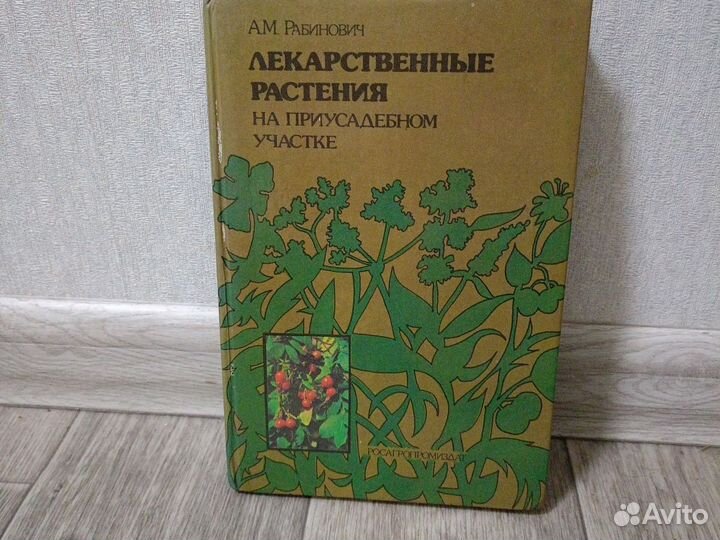 А.М. РАБИНОВИЧ
ЛЕКАРСТВЕННЫЕ
РАСТЕНИЯ
НА ПРИУСАДЕБНОМ
УЧАСТКЕ
РОСАГРОПРОМИЗДАТ
Avito